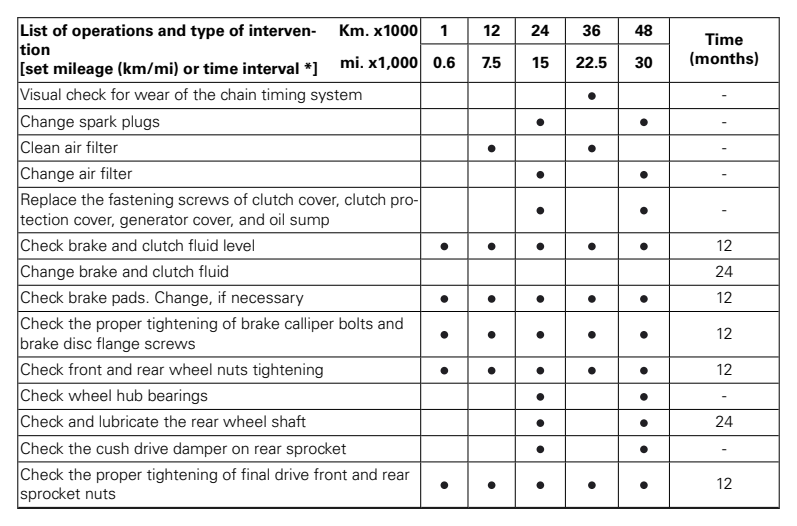 List of operations and type of interven- Km. x1000 1 12 24 36 48 Time
tion
[set mileage (km/mi) or time interval *] mi. x1,000 0.6 7.5 15 22.5 30 (months)
Visual check for wear of the chain timing system ● -
Change spark plugs ● ● -
Clean air filter ● ● -
Change air filter ● ● -
Replace the fastening screws of clutch cover, clutch pro-
tection cover, generator cover, and oil sump ● ● -
Check brake and clutch fluid level ● ● ● ● ● 12
Change brake and clutch fluid 24
Check brake pads. Change, if necessary ● ● ● ● ● 12
Check the proper tightening of brake calliper bolts and
brake disc flange screws ● ● ● ● ● 12
Check front and rear wheel nuts tightening ● ● ● ● ● 12
Check wheel hub bearings ● ● -
Check and lubricate the rear wheel shaft ● ● 24
Check the cush drive damper on rear sprocket ● ● -
Check the proper tightening of final drive front and rear
sprocket nuts ● ● ● ● ● 12